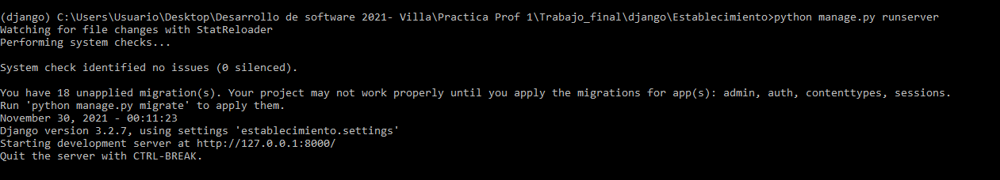 (django) C:\Users\Usuario\Desktop\Desarrollo de software 2021- Villa\Practica Prof 1\Trabajo_final\django\Establecimiento>python manage.py runserver
Watching for file changes with StatReloader
Performing system checks...
System check identified no issues (0 silenced).
You have 18 unapplied migration(s). Your project may not work properly until you apply the migrations for app(s): admin, auth, contenttypes, sessions.
Run 'python manage.py migrate' to apply them.
November 30, 2021 - 00:11:23
Django version 3.2.7, using settings 'establecimiento.settings'
Starting development server at http://127.0.0.1:8000/
Quit the server with CTRL-BREAK.